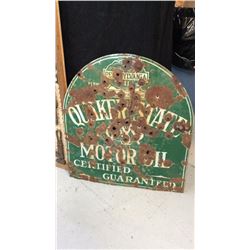 QUAKER STATE
MOTOR OIL
CERTIFIED
GUARANTEED